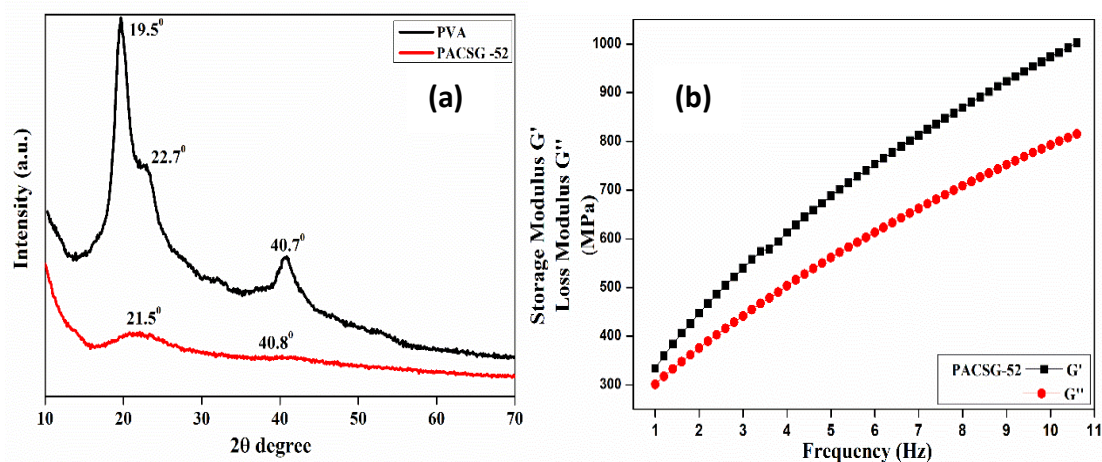 (a)
19.5⁰
22.7⁰
40.7⁰
21.5⁰
40.8⁰
PVA
PACSG -52
Intensity (a.u.)
10 20 30 40 50 60 70
2θ degree
(b)
Storage Modulus G'
Loss Modulus G''
(MPa)
1000
900
800
700
600
500
400
300
PACSG-52 G'
G''
1 2 3 4 5 6 7 8 9 10 11
Frequency (Hz)